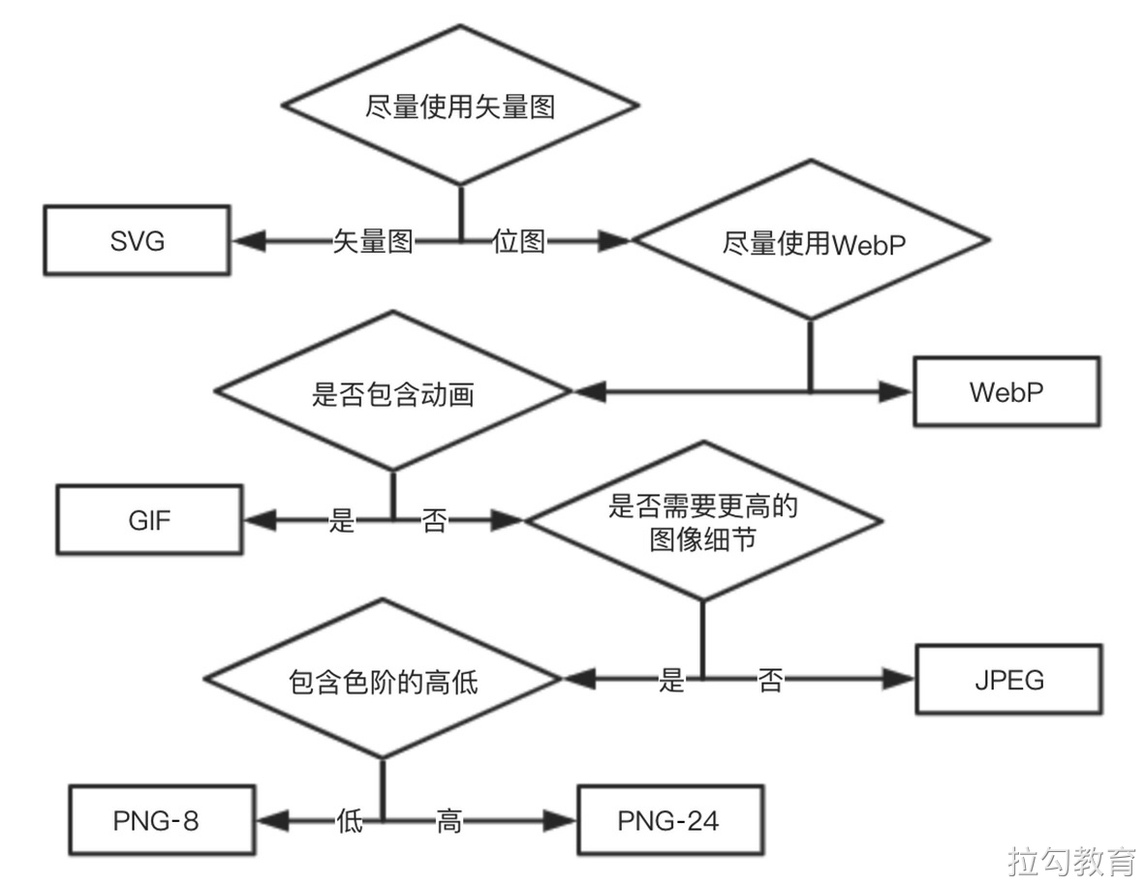 尽量使用矢量图
SVG
矢量图
位图
尽量使用WebP
是否包含动画
WebP
GIF
是
否
是否需要更高的
图像细节
包含色阶的高低
是
否
JPEG
PNG-8
低
高
PNG-24
拉勾教育